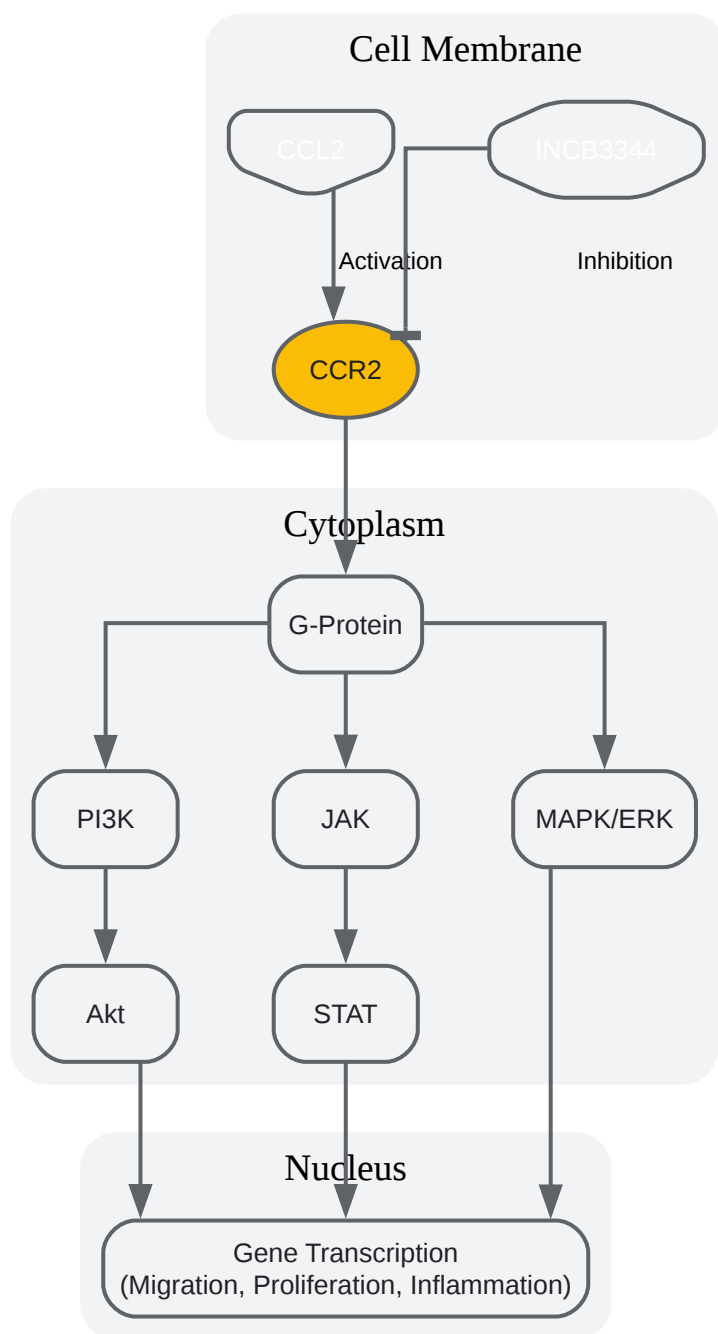 Cell Membrane
CCL2
INCB3344
Activation
Inhibition
CCR2
Cytoplasm
G-Protein
PI3K
JAK
MAPK/ERK
Akt
STAT
Nucleus
Gene Transcription
(Migration, Proliferation, Inflammation)